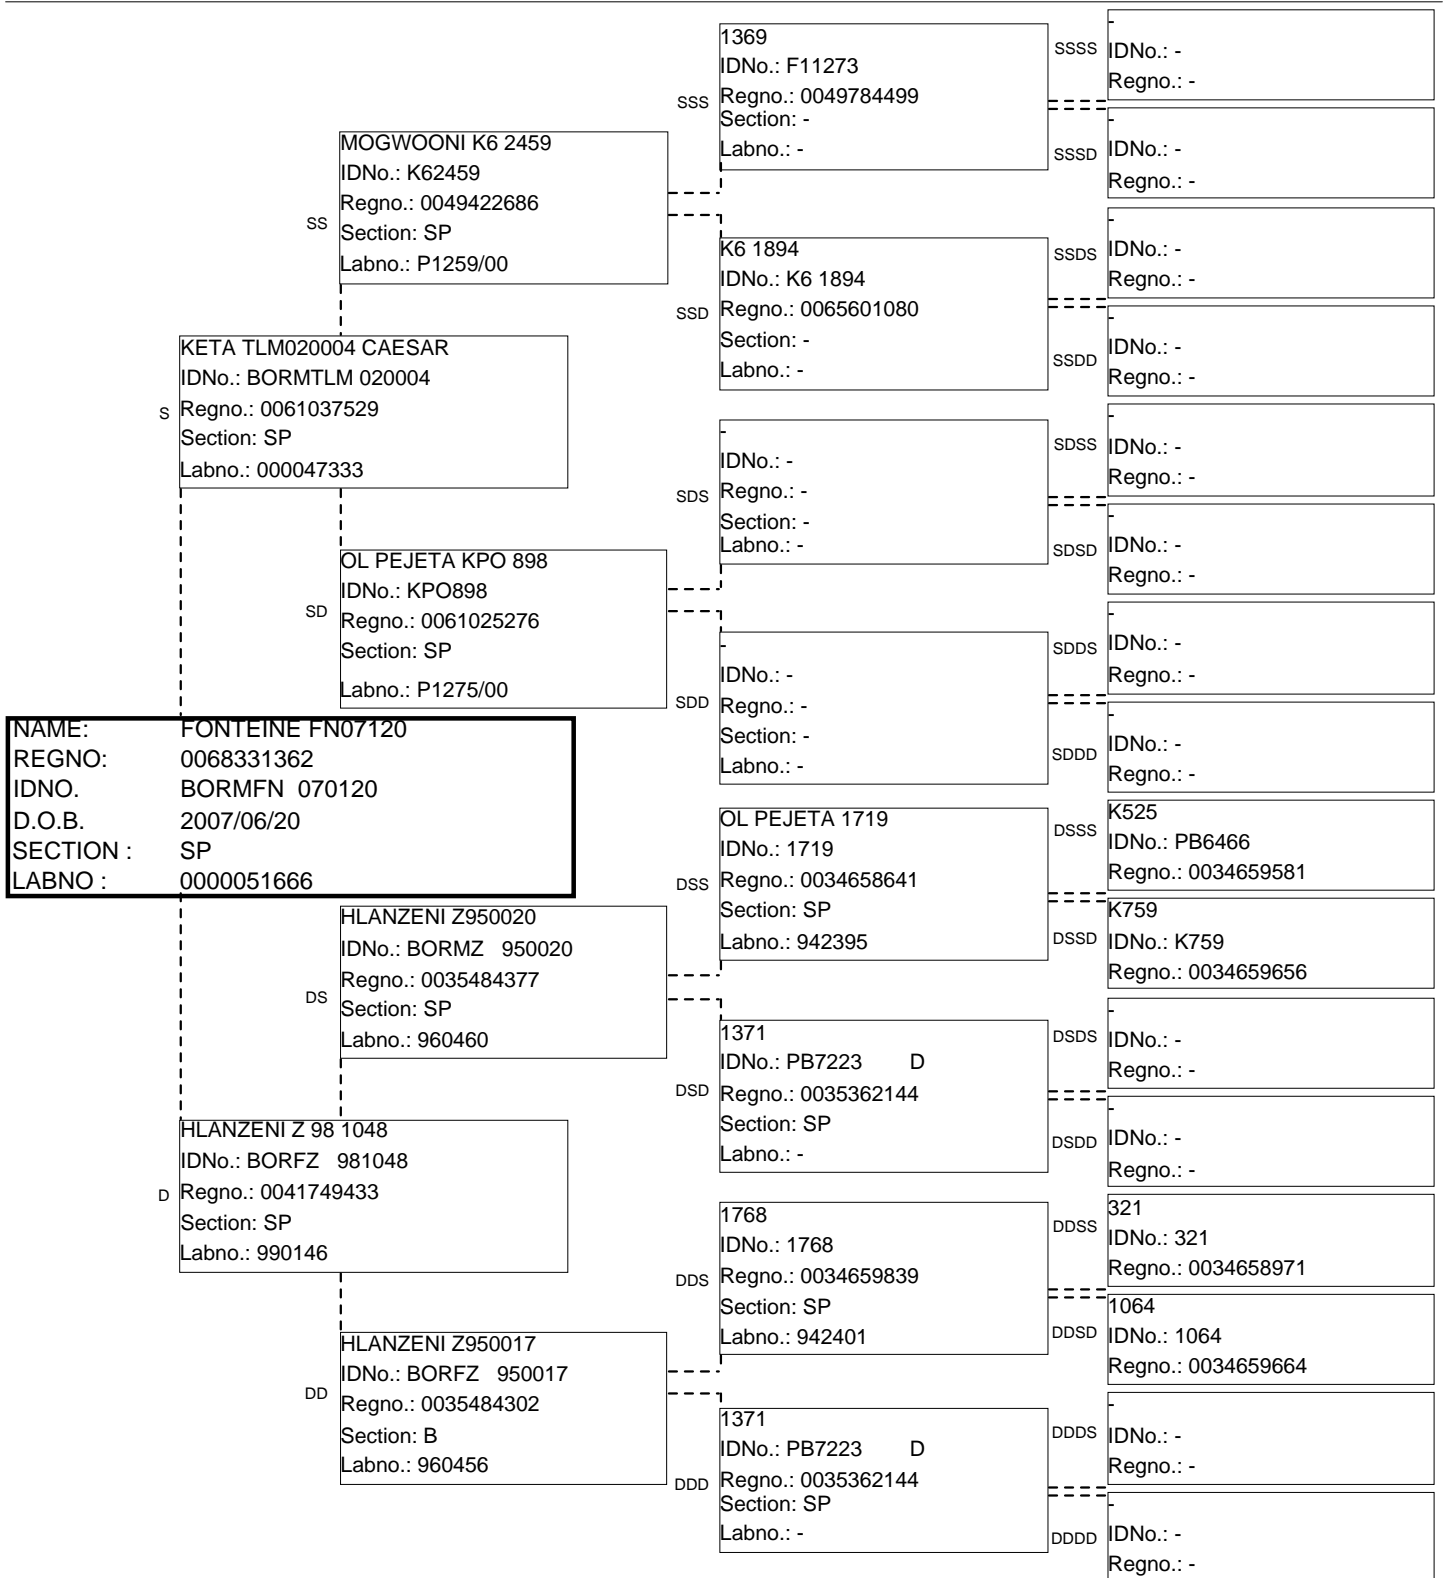 NAME: FONTEINE FN07120
REGNO: 0068331362
IDNO. BORMFN 070120
D.O.B. 2007/06/20
SECTION : SP
LABNO : 0000051666
S
KETA TLM020004 CAESAR
IDNo.: BORMTLM 020004
Regno.: 0061037529
Section: SP
Labno.: 000047333
D
HLANZENI Z 98 1048
IDNo.: BORFZ 981048
Regno.: 0041749433
Section: SP
Labno.: 990146
SS
MOGWOONI K6 2459
IDNo.: K62459
Regno.: 0049422686
Section: SP
Labno.: P1259/00
SD
OL PEJETA KPO 898
IDNo.: KPO898
Regno.: 0061025276
Section: SP
Labno.: P1275/00
DS
HLANZENI Z950020
IDNo.: BORMZ 950020
Regno.: 0035484377
Section: SP
Labno.: 960460
DD
HLANZENI Z950017
IDNo.: BORFZ 950017
Regno.: 0035484302
Section: B
Labno.: 960456
SSS
1369
IDNo.: F11273
Regno.: 0049784499
Section: -
Labno.: -
SSD
K6 1894
IDNo.: K6 1894
Regno.: 0065601080
Section: -
Labno.: -
SDS
-
IDNo.: -
Regno.: -
Section: -
Labno.: -
SDD
-
IDNo.: -
Regno.: -
Section: -
Labno.: -
DSS
OL PEJETA 1719
IDNo.: 1719
Regno.: 0034658641
Section: SP
Labno.: 942395
DSD
1371
IDNo.: PB7223 D
Regno.: 0035362144
Section: SP
Labno.: -
DDS
1768
IDNo.: 1768
Regno.: 0034659839
Section: SP
Labno.: 942401
DDD
1371
IDNo.: PB7223 D
Regno.: 0035362144
Section: SP
Labno.: -
SSSS
-
IDNo.: -
Regno.: -
SSSD
-
IDNo.: -
Regno.: -
SSDS
-
IDNo.: -
Regno.: -
SSDD
-
IDNo.: -
Regno.: -
SDSS
-
IDNo.: -
Regno.: -
SDSD
-
IDNo.: -
Regno.: -
SDDS
-
IDNo.: -
Regno.: -
SDDD
-
IDNo.: -
Regno.: -
DSSS
K525
IDNo.: PB6466
Regno.: 0034659581
DSSD
K759
IDNo.: K759
Regno.: 0034659656
DSDS
-
IDNo.: -
Regno.: -
DSDD
-
IDNo.: -
Regno.: -
DDSS
321
IDNo.: 321
Regno.: 0034658971
DDSD
1064
IDNo.: 1064
Regno.: 0034659664
DDDS
-
IDNo.: -
Regno.: -
DDDD
-
IDNo.: -
Regno.: -